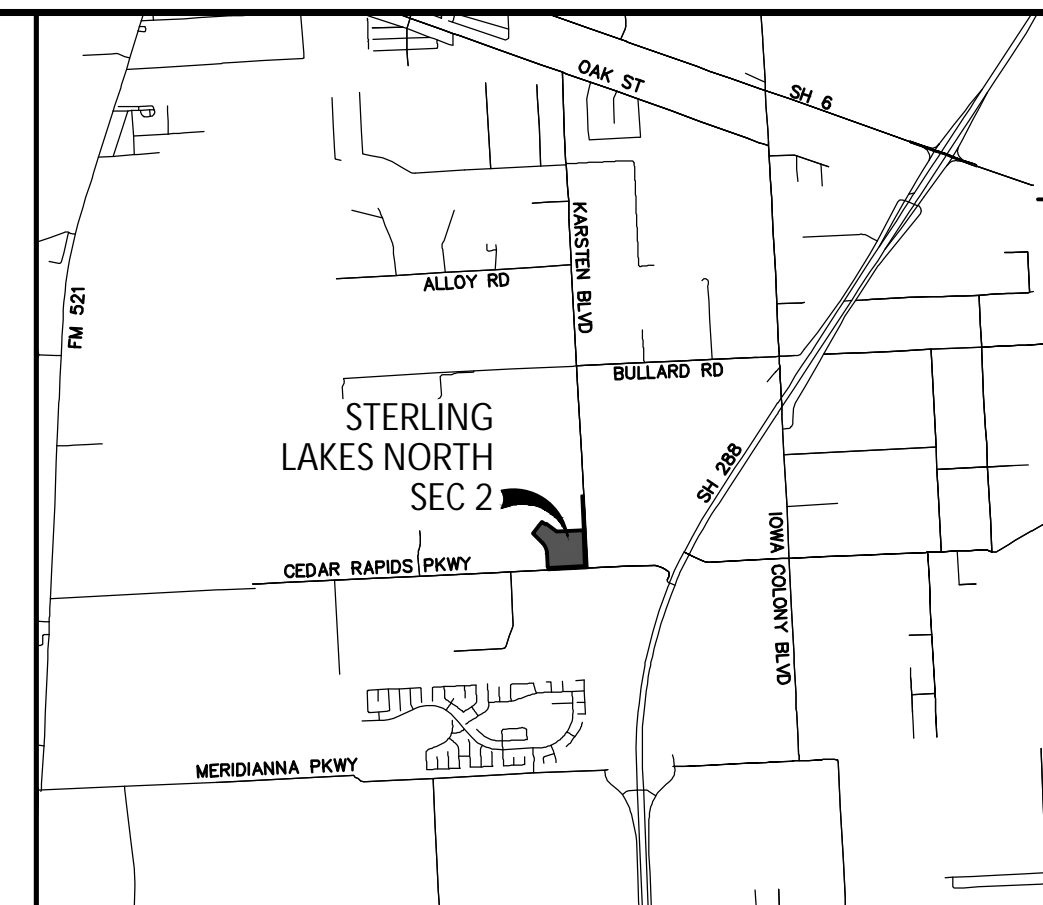 OAK ST
SH 6
KARSTEN BLVD
ALLOY RD
FM 521
BULLARD RD
STERLING
LAKES NORTH
SEC 2
SH 288
IOWA COLONY BLVD
CEDAR RAPIDS PKWY
MERIDIANNA PKWY